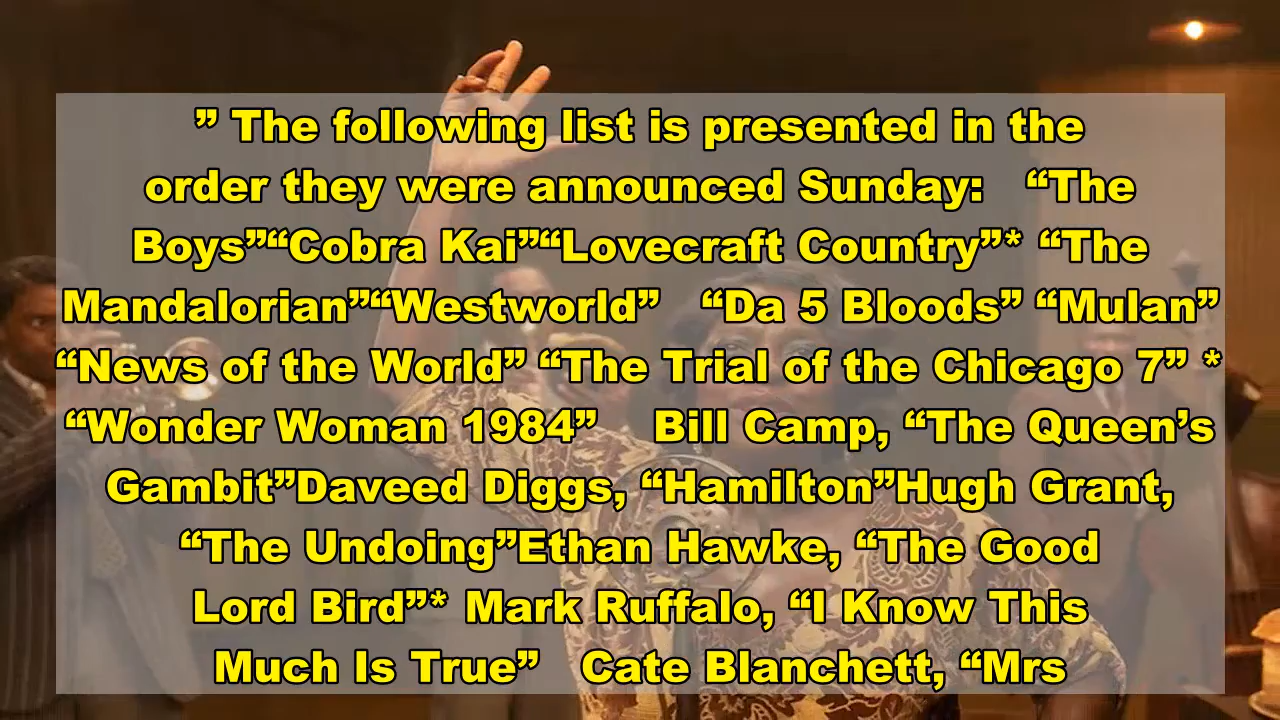 ” The following list is presented in the
order they were announced Sunday:   “The
Boys”“Cobra Kai”“Lovecraft Country”* “The
Mandalorian”“Westworld”   “Da 5 Bloods” “Mulan”
“News of the World” “The Trial of the Chicago 7” *
“Wonder Woman 1984”    Bill Camp, “The Queen’s
Gambit”Daveed Diggs, “Hamilton”Hugh Grant,
“The Undoing”Ethan Hawke, “The Good
Lord Bird”* Mark Ruffalo, “I Know This
Much Is True”   Cate Blanchett, “Mrs